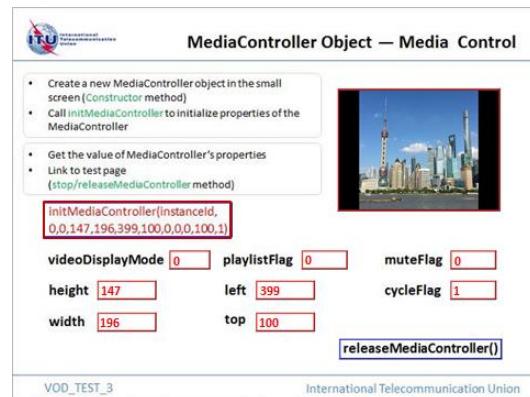 ITU International
Telecommunication
Union
MediaController Object — Media Control
• Create a new MediaController object in the small
screen (Constructor method)
• Call initMediaController to initialize properties of the
MediaController
• Get the value of MediaController's properties
• Link to test page
(stop/releaseMediaController method)
initMediaController(instanceId,
0,0,147,196,399,100,0,0,0,100,1)
videoDisplayMode 0 playlistFlag 0 muteFlag 0
height 147 left 399 cycleFlag 1
width 196 top 100
releaseMediaController()
VOD_TEST_3 International Telecommunication Union